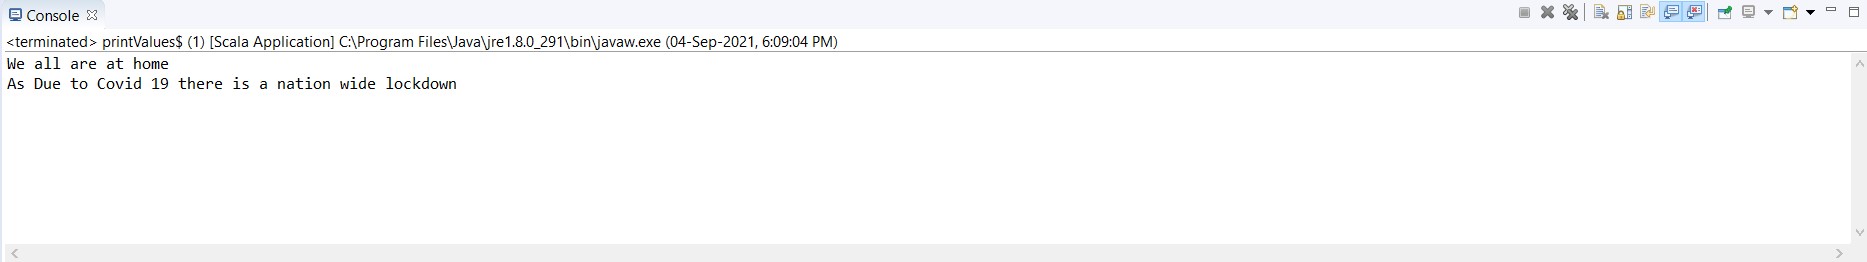 Console
<terminated> printValues$ (1) [Scala Application] C:\Program Files\Java\jre1.8.0_291\bin\javaw.exe (04-Sep-2021, 6:09:04 PM)
We all are at home
As Due to Covid 19 there is a nation wide lockdown